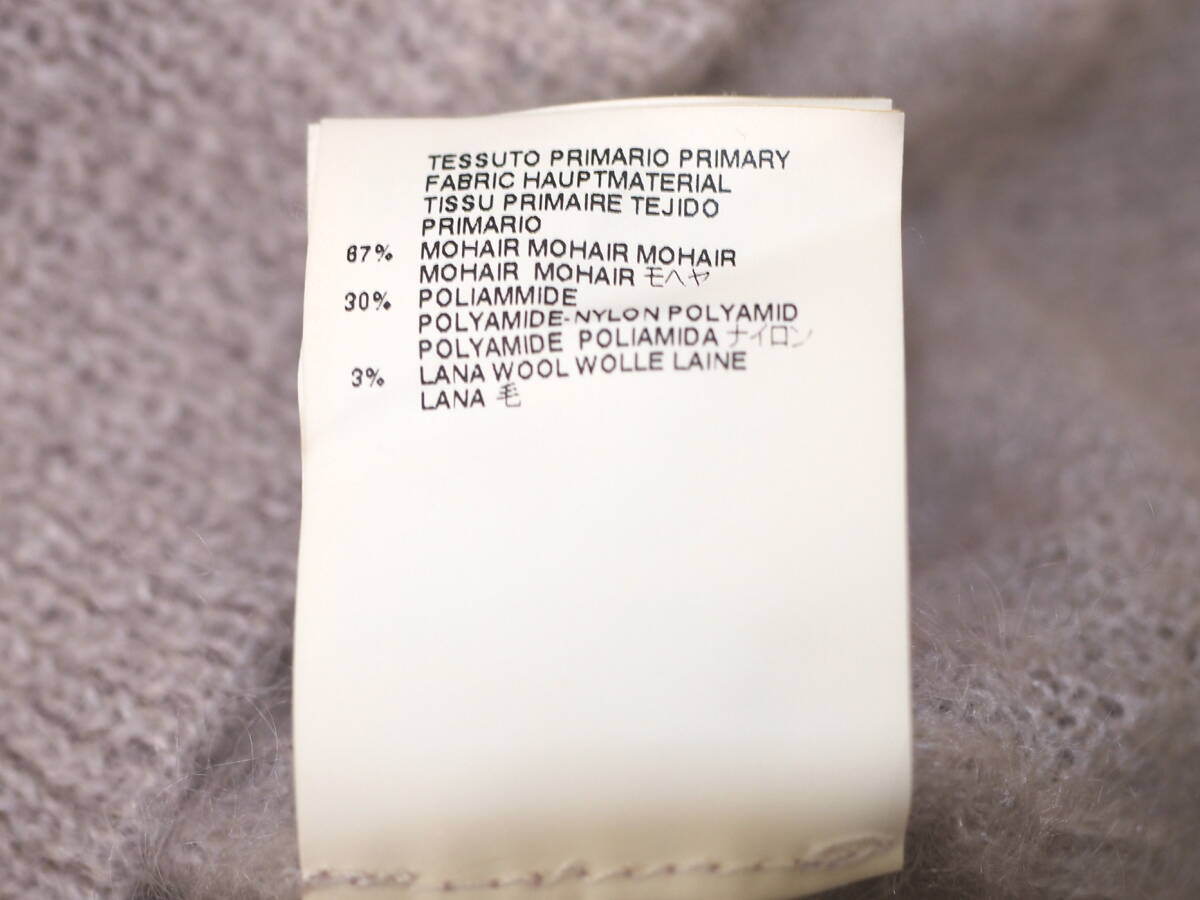 TESSUTO PRIMARIO PRIMARY
FABRIC HAUPTMATERIAL
TISSU PRIMAIRE TEJIDO
PRIMARIO
67% MOHAIR MOHAIR MOHAIR
MOHAIR MOHAIR モヘヤ
30% POLIAMMIDE
POLYAMIDE-NYLON POLYAMID
POLYAMIDE POLIAMIDA ナイロン
3% LANA WOOL WOLLE LAINE
LANA 毛